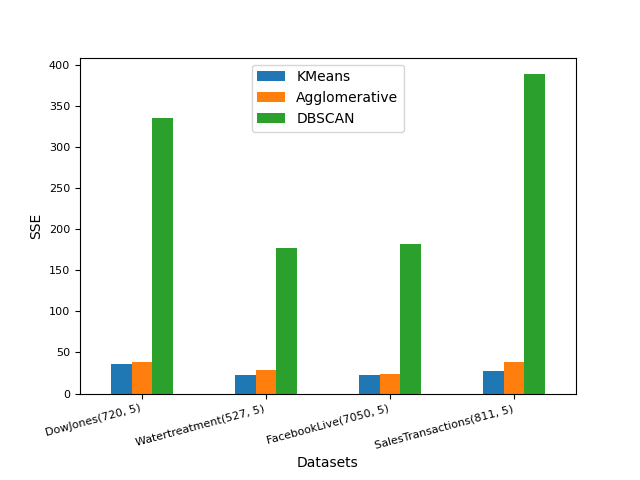 400
350
300
250
200
150
100
50
0
SSE
KMeans
Agglomerative
DBSCAN
DowJones(720, 5)
Watertreatment(527, 5)
FacebookLive(7050, 5)
SalesTransactions(811, 5)
Datasets